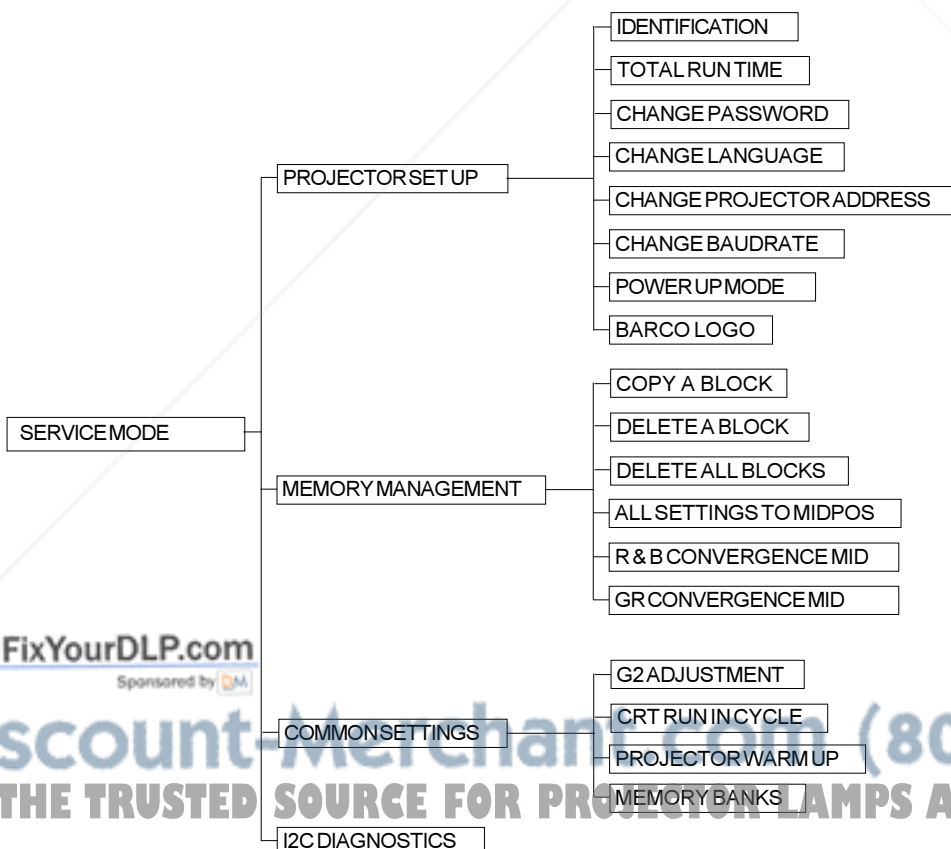 IDENTIFICATION
TOTAL RUN TIME
CHANGE PASSWORD
CHANGE LANGUAGE
PROJECTOR SET UP
CHANGE PROJECTOR ADDRESS
CHANGE BAUDRATE
POWER UP MODE
BARCO LOGO
COPY A BLOCK
DELETE A BLOCK
SERVICE MODE
DELETE ALL BLOCKS
MEMORY MANAGEMENT
ALL SETTINGS TO MIDPOS
R & B CONVERGENCE MID
GR CONVERGENCE MID
FixYourDLP.com
Sponsored by DM
G2 ADJUSTMENT
CRT RUN IN CYCLE
COMMON SETTINGS
scount-Merchant.com (80
PROJECTOR WARM UP
THE TRUSTED SOURCE FOR PROJECTOR LAMPS A
MEMORY BANKS
I2C DIAGNOSTICS